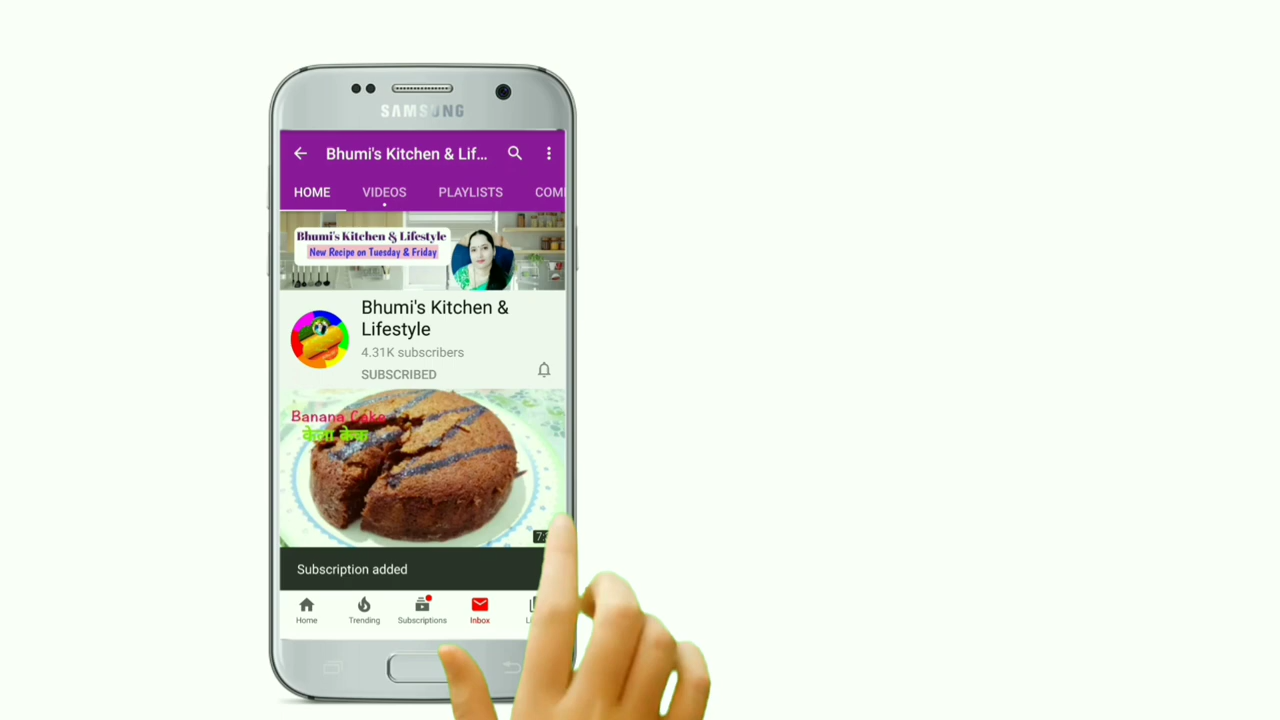 SAMSUNG
Bhumi's Kitchen & Lif...
HOME VIDEOS PLAYLISTS COM
Bhumi's Kitchen & Lifestyle
New Recipe on Tuesday & Friday
Bhumi's Kitchen &
Lifestyle
4.31K subscribers
SUBSCRIBED
Banana Cake
केला केक
Subscription added
Home Trending Subscriptions Inbox